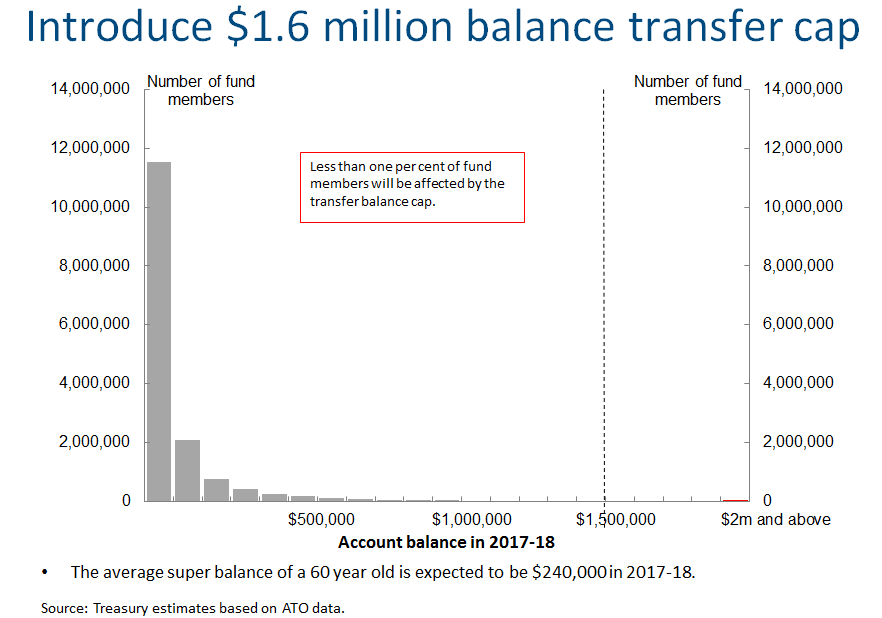 Introduce $1.6 million balance transfer cap
Number of fund
members
Number of fund
members
14,000,000
12,000,000
10,000,000
8,000,000
6,000,000
4,000,000
2,000,000
0
Less than one per cent of fund
members will be affected by the
transfer balance cap.
14,000,000
12,000,000
10,000,000
8,000,000
6,000,000
4,000,000
2,000,000
0
$500,000 $1,000,000 $1,500,000 $2m and above
Account balance in 2017-18
• The average super balance of a 60 year old is expected to be $240,000 in 2017-18.
Source: Treasury estimates based on ATO data.